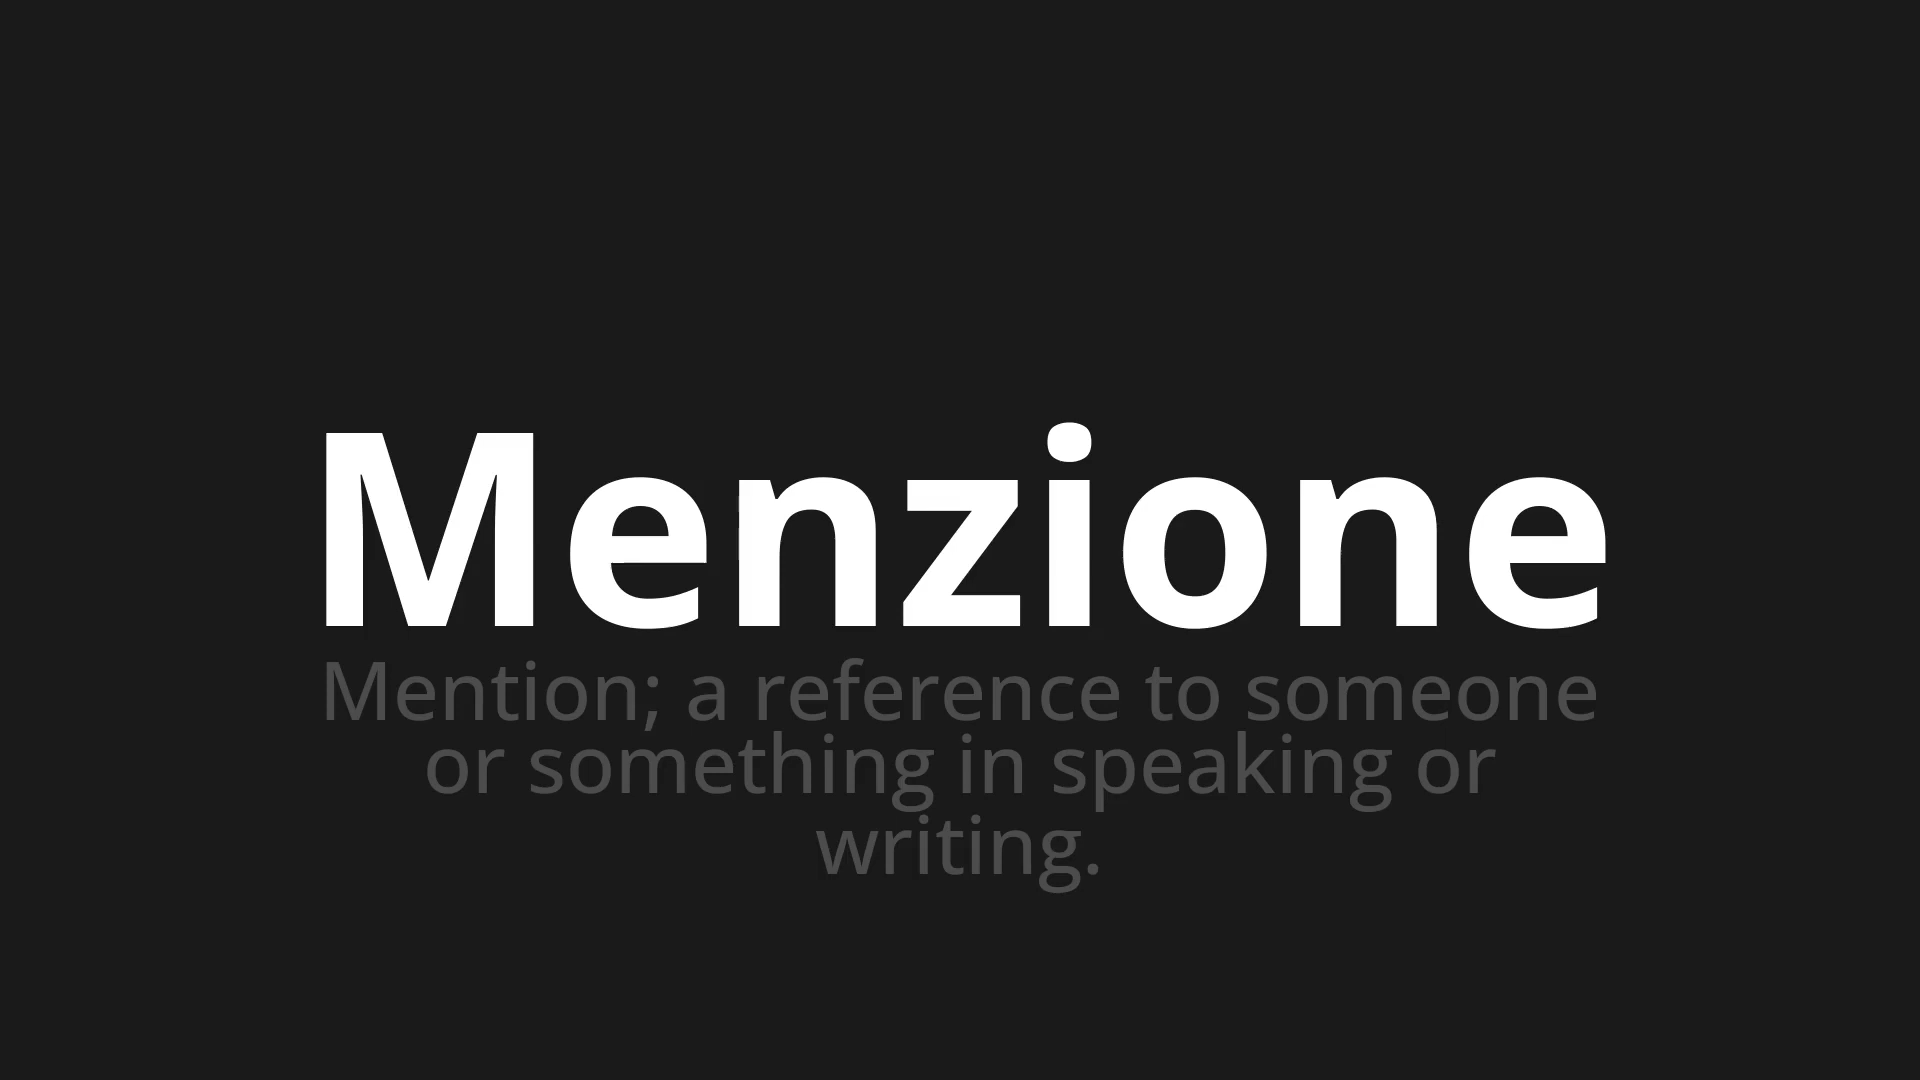 Menzione
Mention; a reference to someone
or something in speaking or
writing.